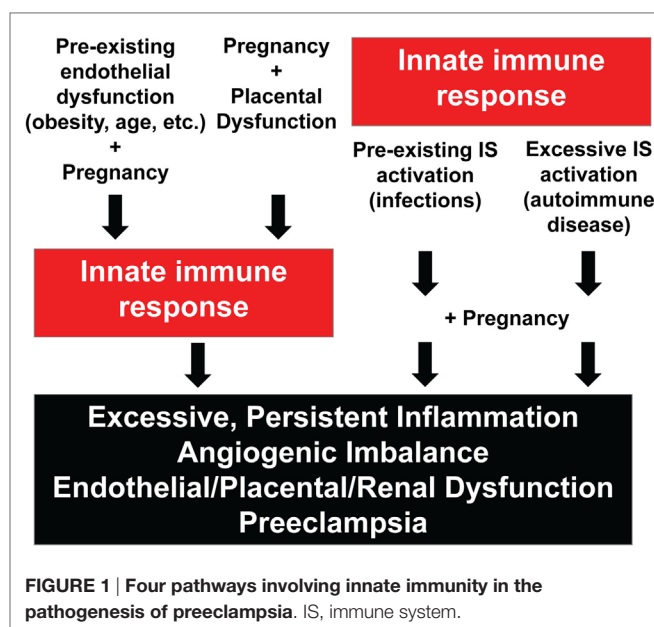 Pre-existing
endothelial
dysfunction
(obesity, age, etc.)
+
Pregnancy
Pregnancy
+
Placental
Dysfunction
Innate immune
response
Innate immune
response
Pre-existing IS
activation
(infections)
Excessive IS
activation
(autoimmune
disease)
+ Pregnancy
Excessive, Persistent Inflammation
Angiogenic Imbalance
Endothelial/Placental/Renal Dysfunction
Preeclampsia
FIGURE 1 | Four pathways involving innate immunity in the
pathogenesis of preeclampsia. IS, immune system.